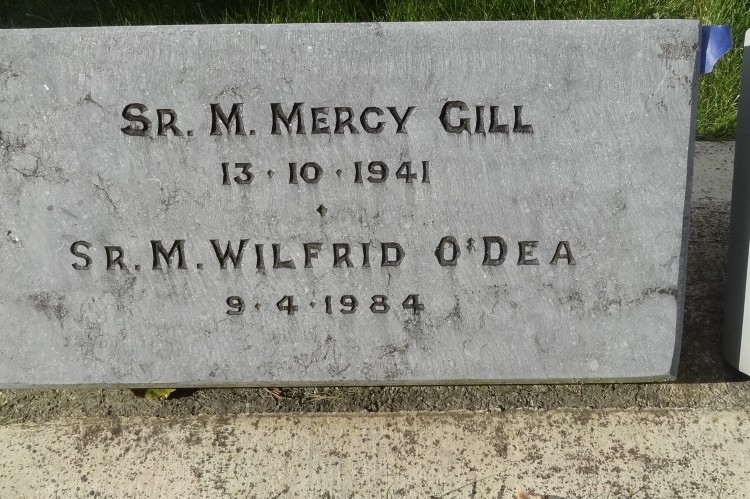 SR. M. MERCY GILL
13 · 10 · 1941
SR. M. WILFRID O'DEA
9 · 4 · 1984